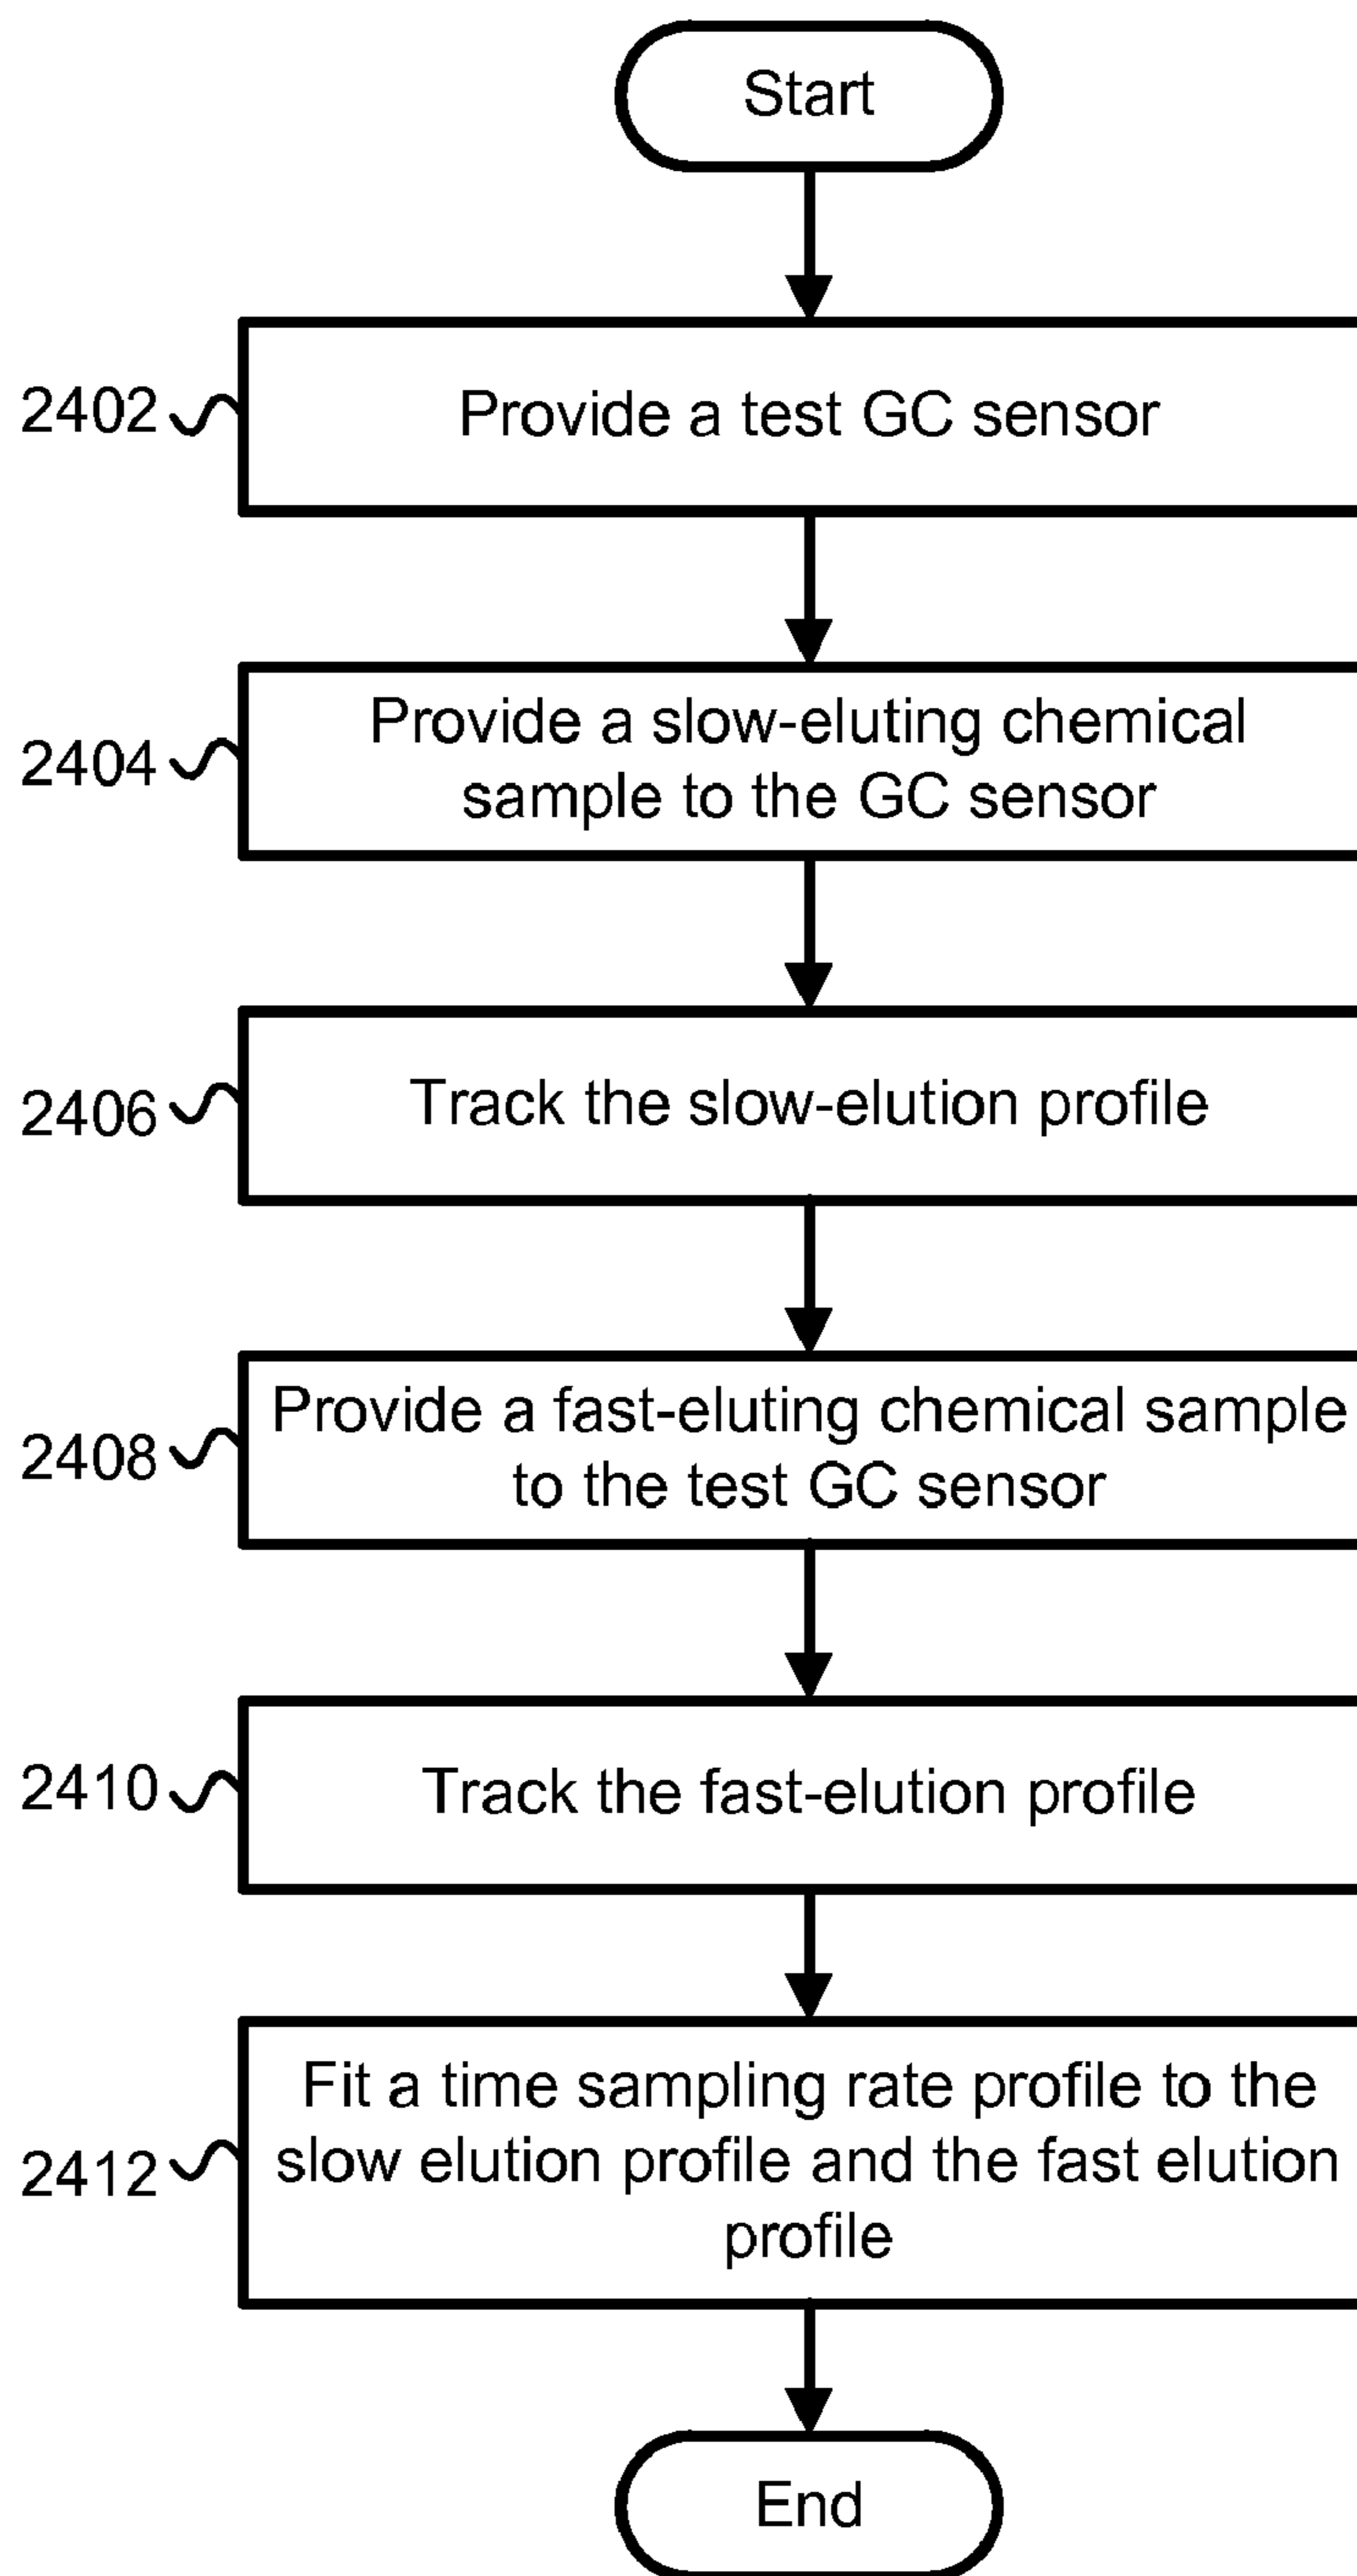 Start
2402
Provide a test GC sensor
2404
Provide a slow-eluting chemical
sample to the GC sensor
2406
Track the slow-elution profile
2408
Provide a fast-eluting chemical sample
to the test GC sensor
2410
Track the fast-elution profile
2412
Fit a time sampling rate profile to the
slow elution profile and the fast elution
profile
End